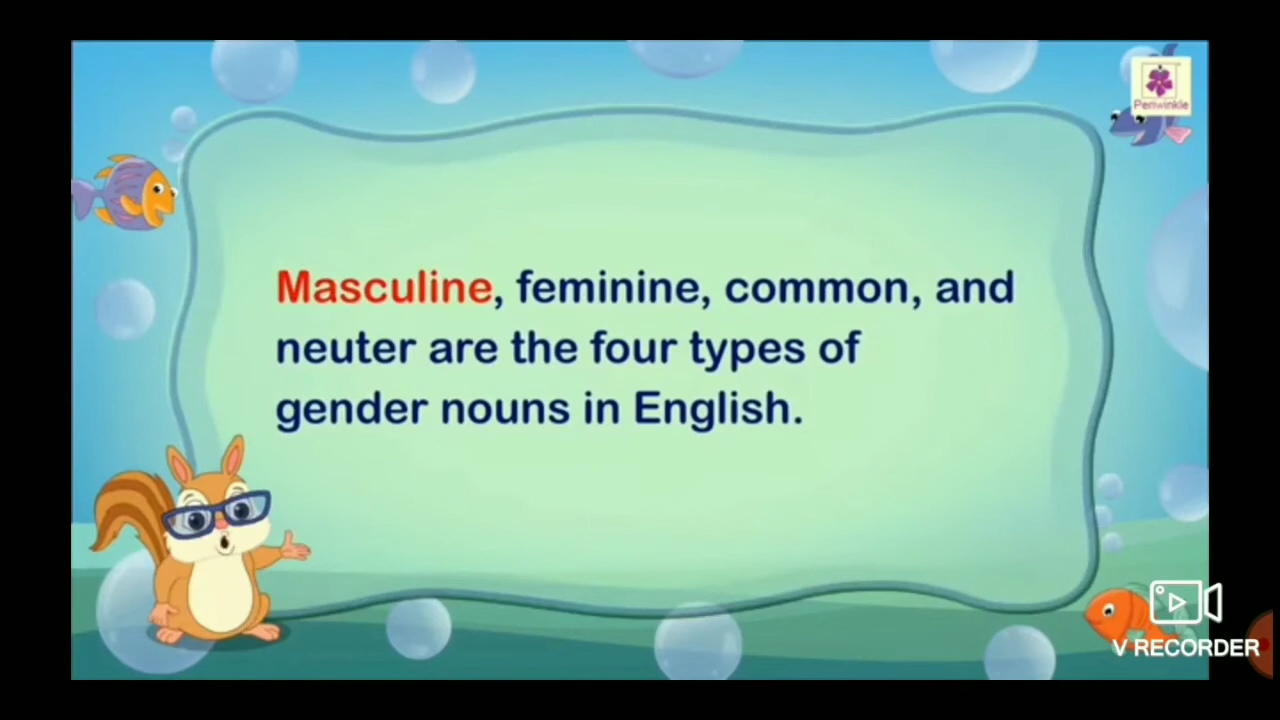 Periwinkle
Masculine, feminine, common, and
neuter are the four types of
gender nouns in English.
V RECORDER